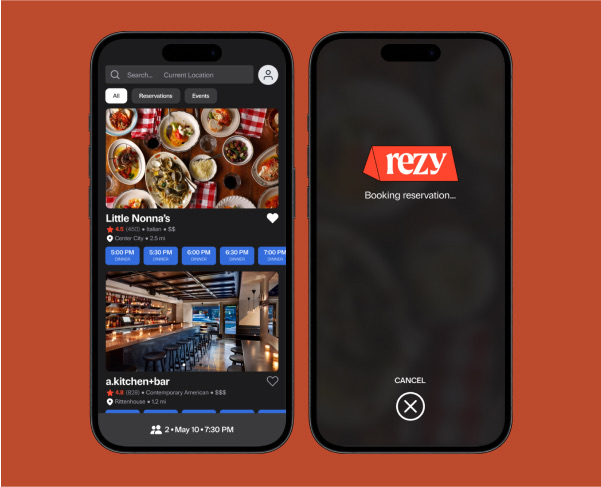 Search... Current Location
All Reservations Events
Little Nonna's
4.5 (450) • Italian • $$
Center City • 2.5 mi
5:00 PM 5:30 PM 6:00 PM 6:30 PM 7:00 PM
DINNER DINNER DINNER DINNER DINNER
a.kitchen+bar
4.8 (828) • Contemporary American • $$$
Rittenhouse • 1.2 mi
2 • May 10 • 7:30 PM
rezy
Booking reservation...
CANCEL